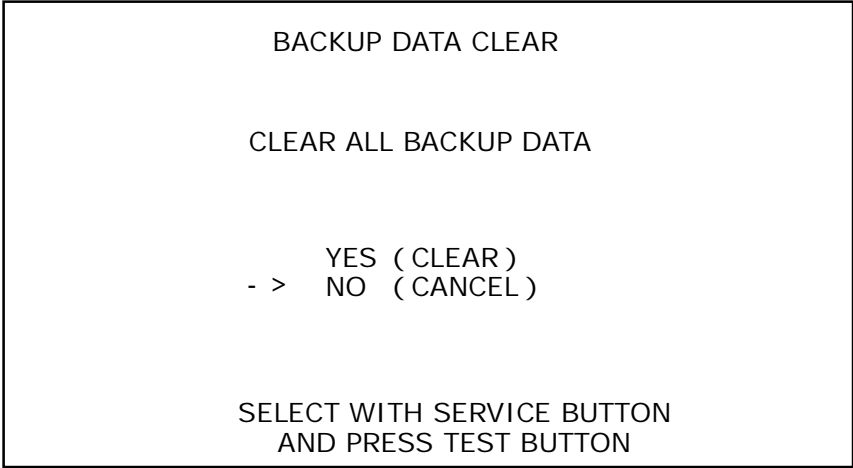 BACKUP DATA CLEAR
CLEAR ALL BACKUP DATA
YES (CLEAR)
-> NO (CANCEL)
SELECT WITH SERVICE BUTTON
AND PRESS TEST BUTTON